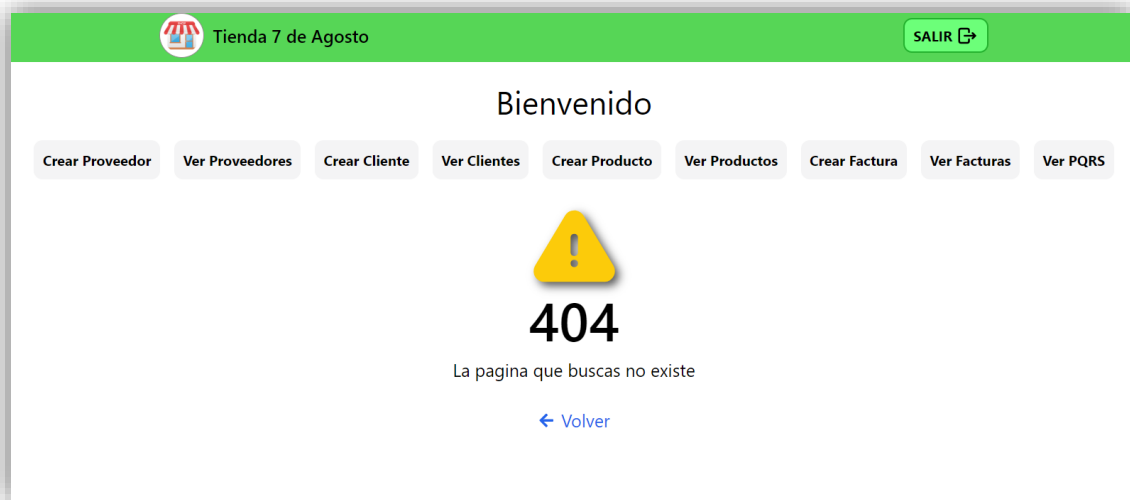 Tienda 7 de Agosto
SALIR
Bienvenido
Crear Proveedor Ver Proveedores Crear Cliente Ver Clientes Crear Producto Ver Productos Crear Factura Ver Facturas Ver PQRS
404
La pagina que buscas no existe
Volver